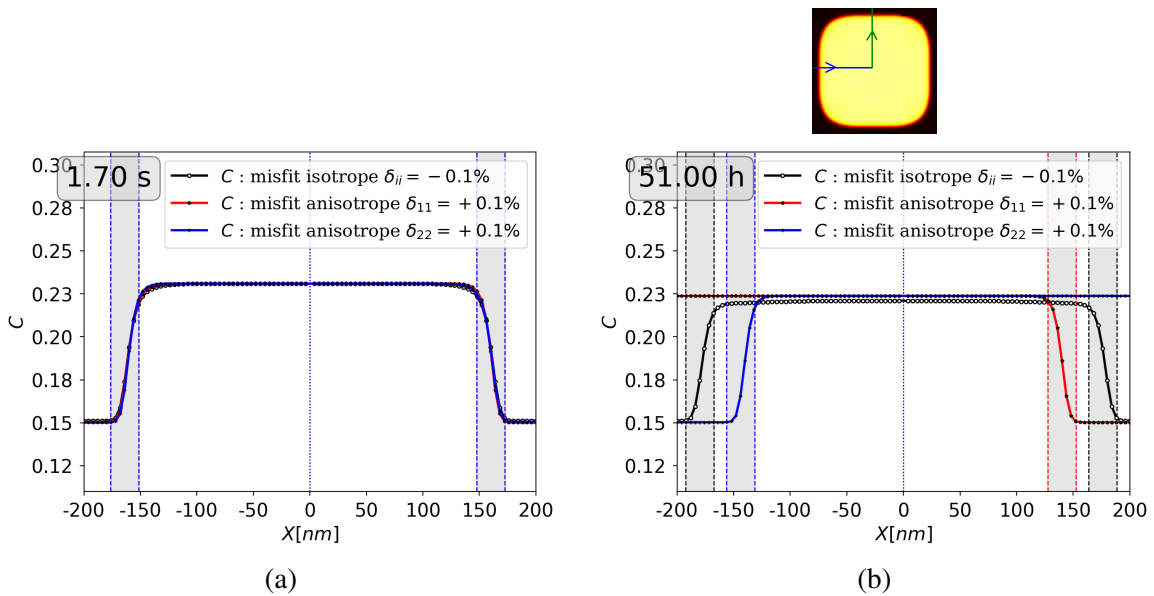 0.30
1.70 s
C : misfit isotrope δii = − 0.1%
C : misfit anisotrope δ11 = + 0.1%
C : misfit anisotrope δ22 = + 0.1%
0.28
0.25
0.23
0.20
0.18
0.15
0.12
C
-200 -150 -100 -50 0 50 100 150 200
X[nm]
(a)
0.30
51.00 h
C : misfit isotrope δii = − 0.1%
C : misfit anisotrope δ11 = + 0.1%
C : misfit anisotrope δ22 = + 0.1%
0.28
0.25
0.23
0.20
0.18
0.15
0.12
C
-200 -150 -100 -50 0 50 100 150 200
X[nm]
(b)